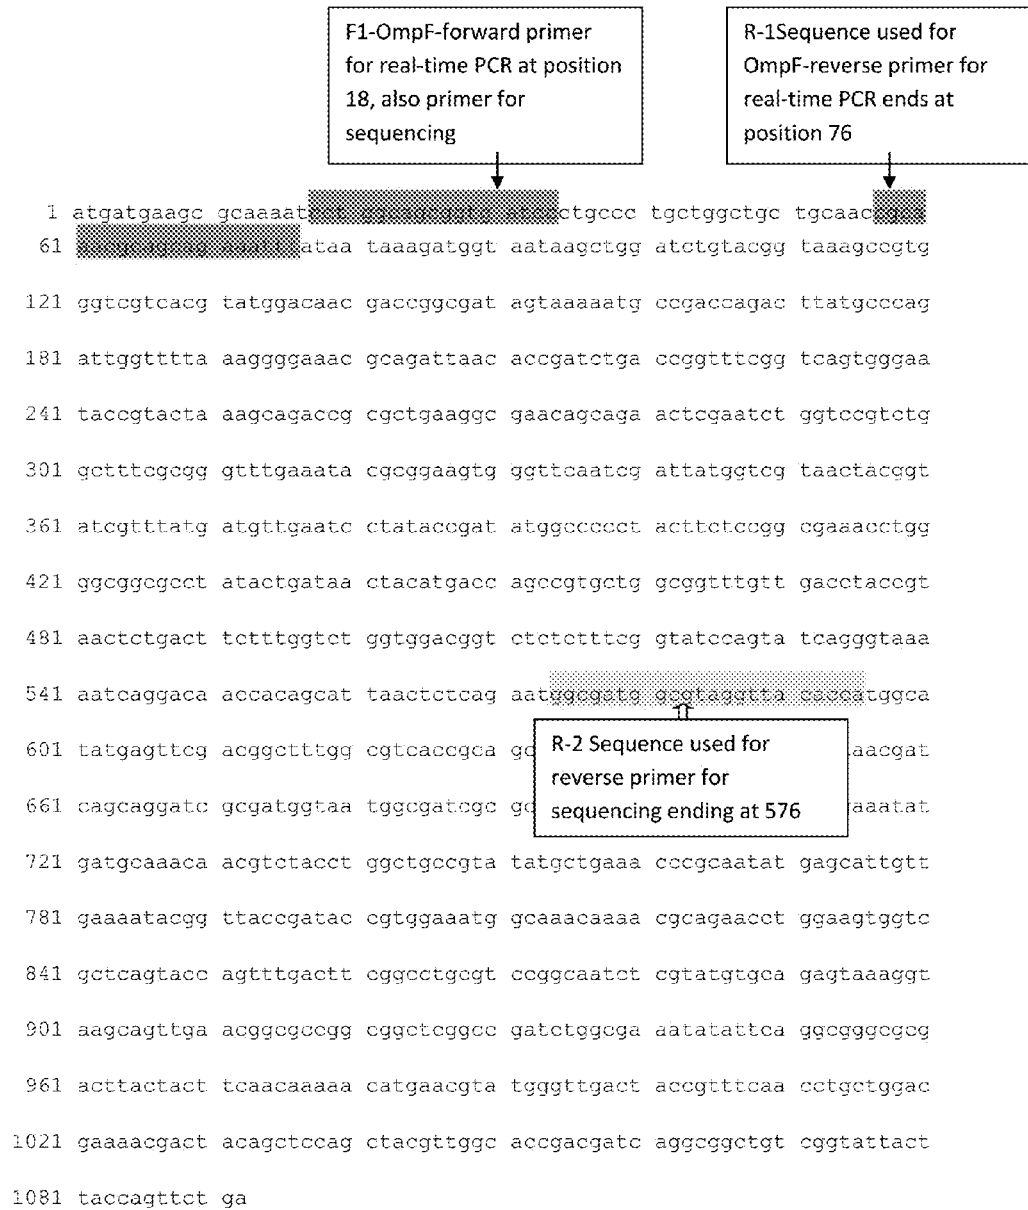 F1-OmpF-forward primer
for real-time PCR at position
18, also primer for
sequencing
R-1Sequence used for
OmpF-reverse primer for
real-time PCR ends at
position 76
1 atgatgaagc gcaaaat ctgccc tgctggctgc tgcaac
61 ataa taaagatggt aataagctgg atctgtacgg taaagccgtg
121 ggtcgtcacg tatggacaac gaccggcgat agtaaaaatg ccgaccagac ttatgcccag
181 attggtttta aaggggaaac gcagattaac accgatctga ccggtttcgg tcagtgggaa
241 taccgtacta aagcagaccg cgctgaaggc gaacagcaga actcgaatct ggtccgtctg
301 gctttcgcgg gtttgaaata cgcggaagtg ggttcaatcg attatggtcg taactacggt
361 atcgtttatg atgttgaatc ctataccgat atggccccct acttctccgg cgaaacctgg
421 ggcggcgcct atactgataa ctacatgacc agccgtgctg gcggtttgtt gacctaccgt
481 aactctgact tctttggtct ggtggacggt ctctctttcg gtatccagta tcagggtaaa
541 aatcaggaca accacagcat taactctcag aatggcgatg gcgtaggtta caccatggca
601 tatgagttcg acggctttgg cgtcaccgca gc aacgat
661 cagcaggatc gcgatggtaa tggcgatcgc gc aaatat
R-2 Sequence used for
reverse primer for
sequencing ending at 576
721 gatgcaaaca acgtctacct ggctgccgta tatgctgaaa cccgcaatat gagcattgtt
781 gaaaatacgg ttaccgatac cgtggaaatg gcaaacaaaa cgcagaacct ggaagtggtc
841 gctcagtacc agtttgactt cggcctgcgt ccggcaatct cgtatgtgca gagtaaaggt
901 aagcagttga acggcgccgg cggctcggcc gatctggcga aatatattca ggcgggcgcg
961 acttactact tcaacaaaaa catgaacgta tgggttgact accgtttcaa cctgctggac
1021 gaaaacgact acagctccag ctacgttggc accgacgatc aggcggctgt cggtattact
1081 taccagttct ga